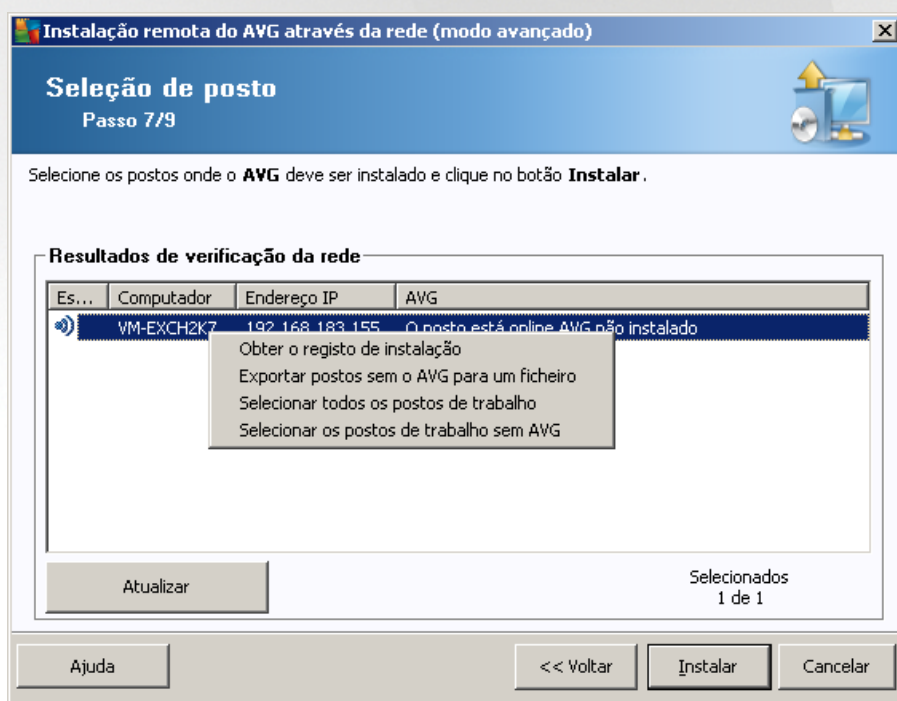 Instalação remota do AVG através da rede (modo avançado)
Seleção de posto
Passo 7/9
Selecione os postos onde o AVG deve ser instalado e clique no botão Instalar.
Resultados de verificação da rede
Es... Computador Endereço IP AVG
VM-EXCH2K7 192.168.183.155 O posto está online AVG não instalado
Obter o registo de instalação
Exportar postos sem o AVG para um ficheiro
Selecionar todos os postos de trabalho
Selecionar os postos de trabalho sem AVG
Atualizar
Selecionados
1 de 1
Ajuda << Voltar Instalar Cancelar